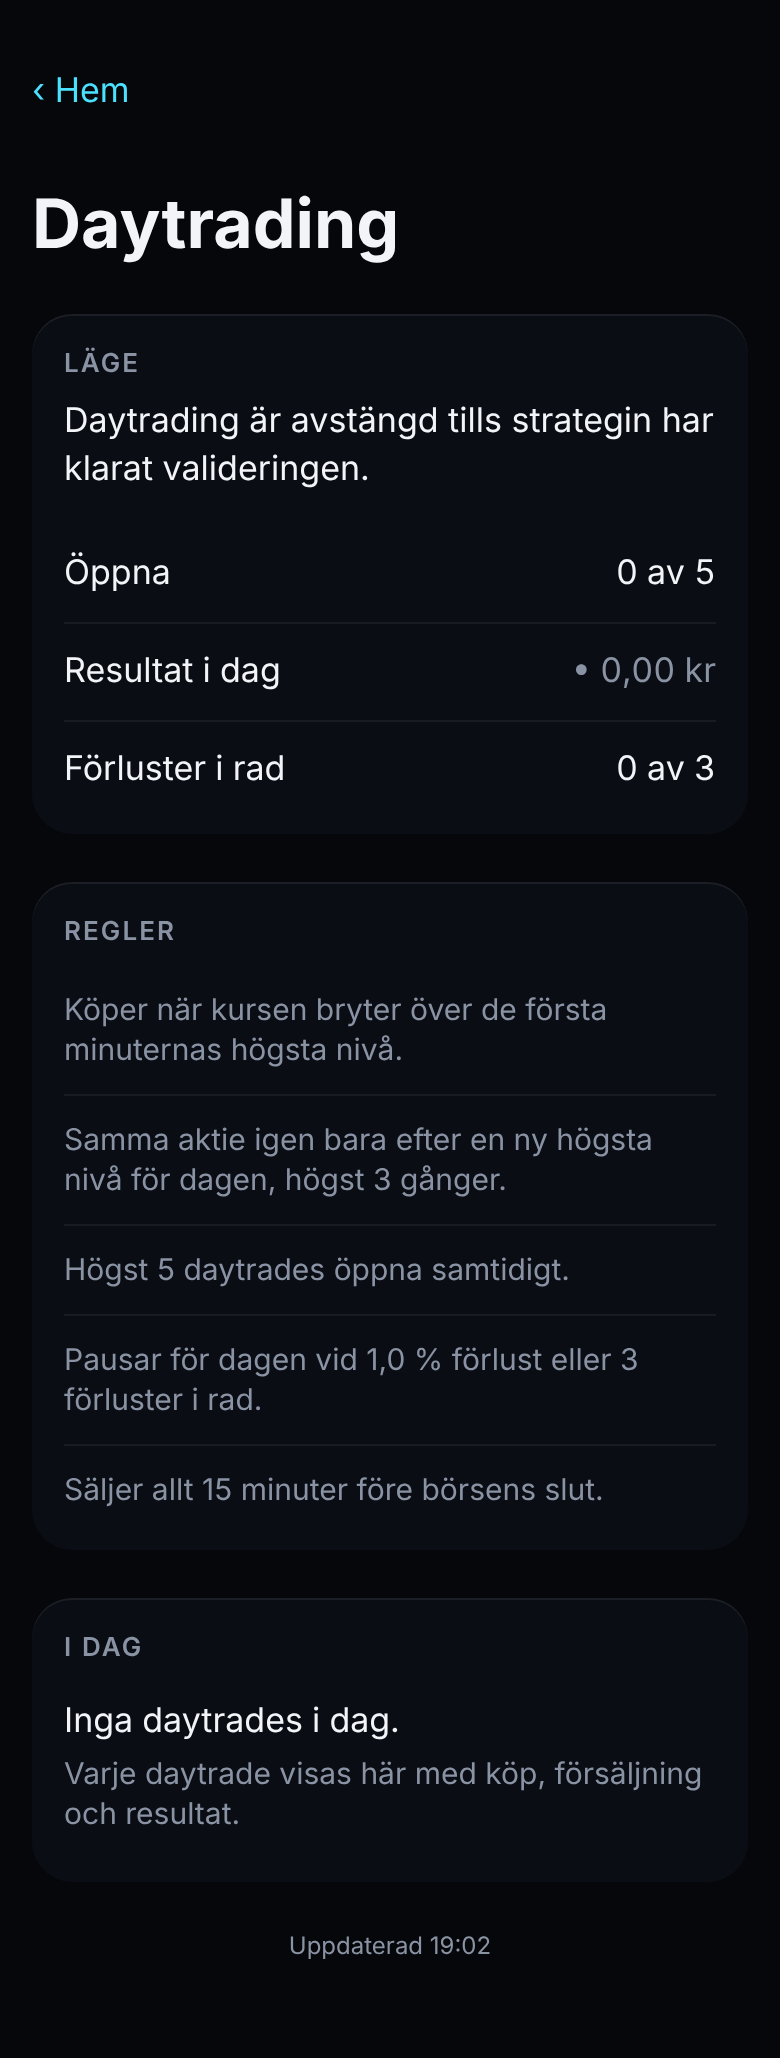 ‹ Hem
Daytrading
LÄGE
Daytrading är avstängd tills strategin har
klarat valideringen.
Öppna 0 av 5
Resultat i dag • 0,00 kr
Förluster i rad 0 av 3
REGLER
Köper när kursen bryter över de första
minuternas högsta nivå.
Samma aktie igen bara efter en ny högsta
nivå för dagen, högst 3 gånger.
Högst 5 daytrades öppna samtidigt.
Pausar för dagen vid 1,0 % förlust eller 3
förluster i rad.
Säljer allt 15 minuter före börsens slut.
I DAG
Inga daytrades i dag.
Varje daytrade visas här med köp, försäljning
och resultat.
Uppdaterad 19:02